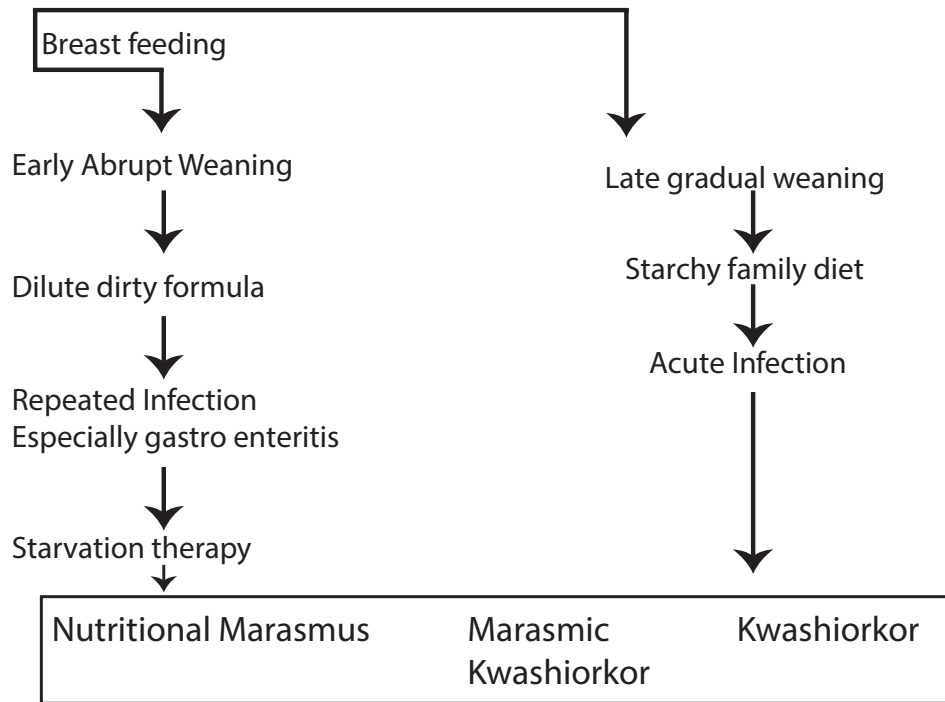 Breast feeding
Early Abrupt Weaning
Dilute dirty formula
Repeated Infection
Especially gastro enteritis
Starvation therapy
Late gradual weaning
Starchy family diet
Acute Infection
Nutritional Marasmus
Marasmic
Kwashiorkor
Kwashiorkor